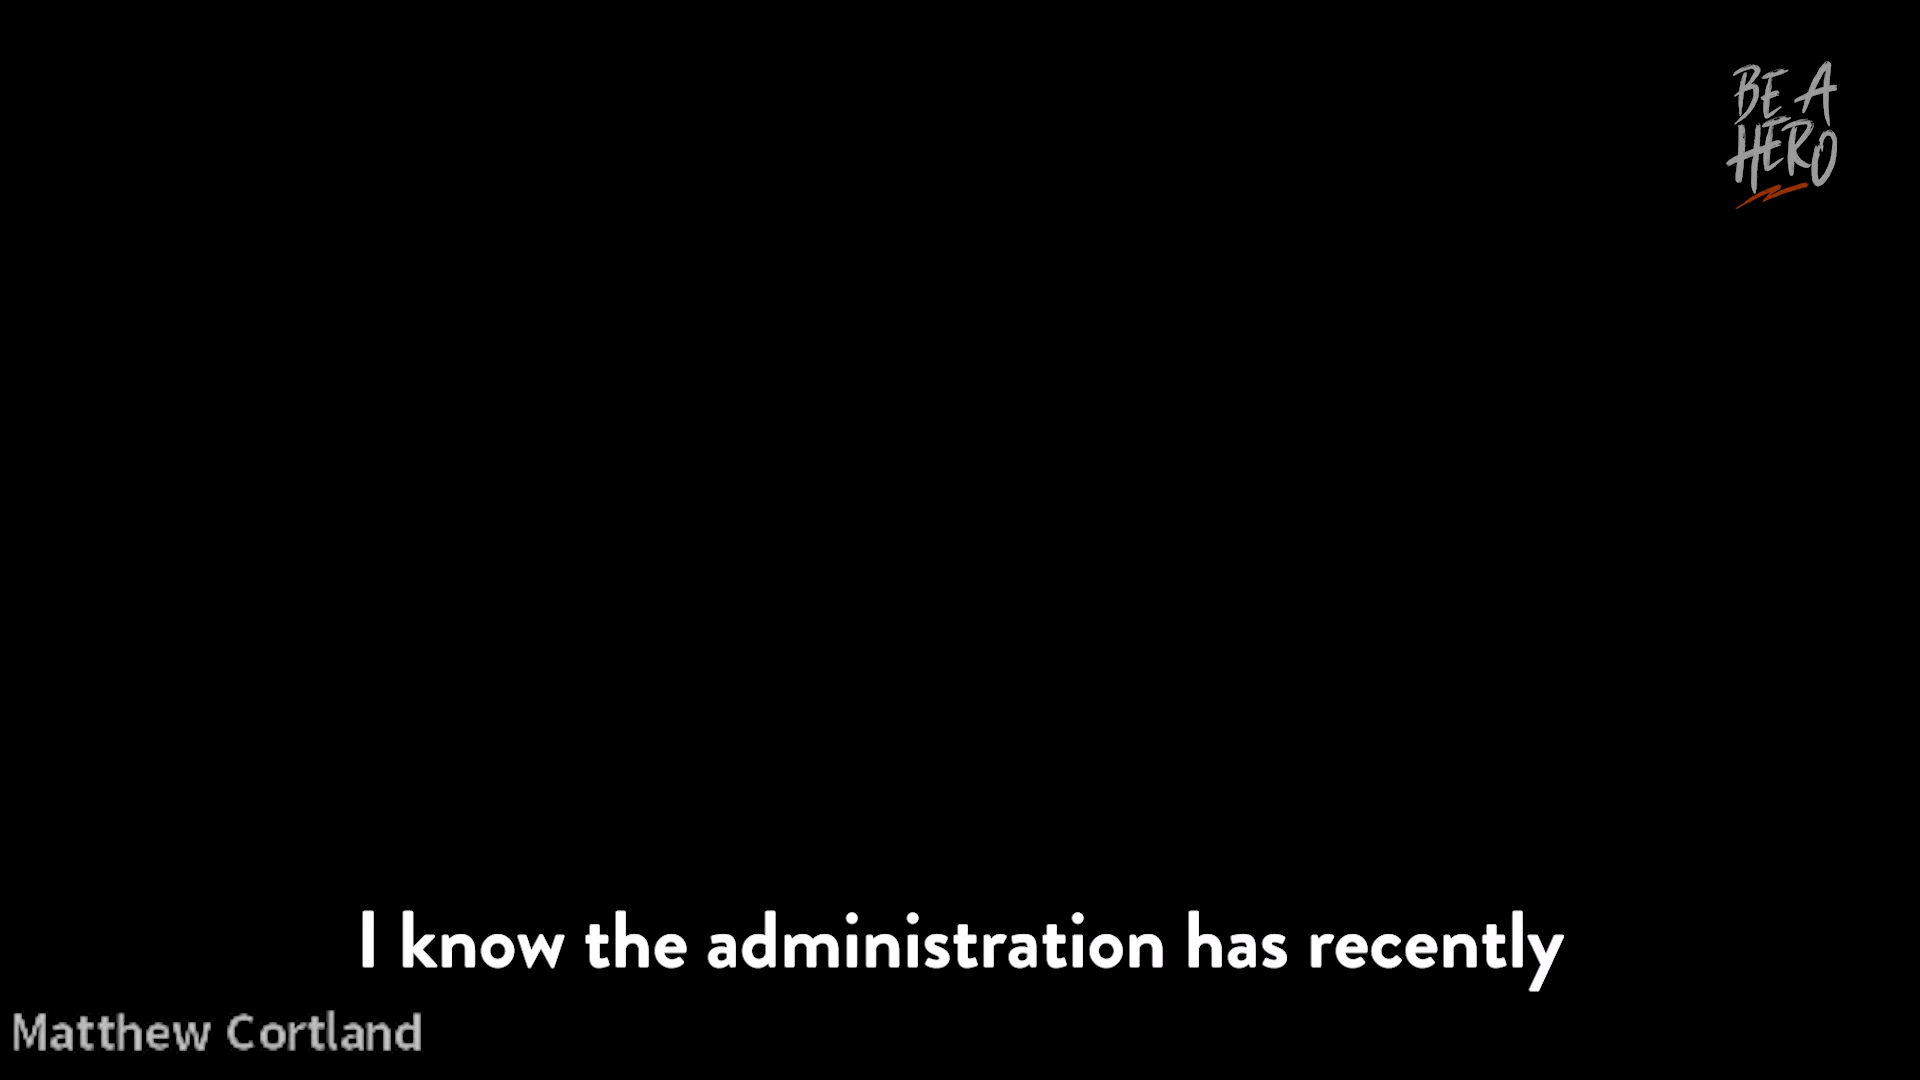 BE A
HERO
I know the administration has recently
Matthew Cortland